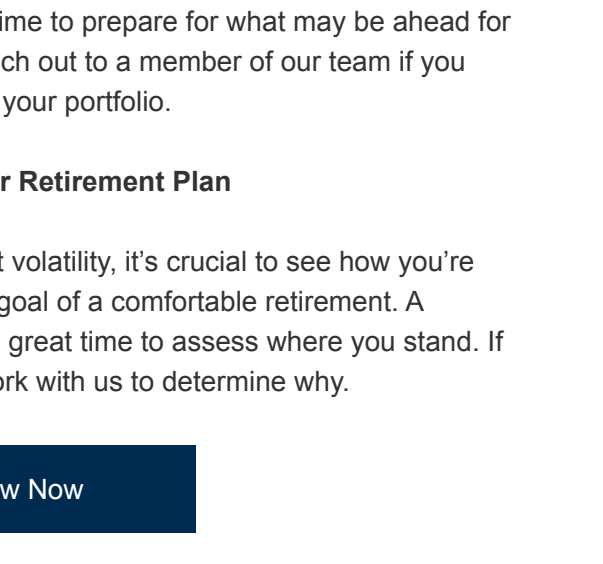 ime to prepare for what may be ahead for
ch out to a member of our team if you
your portfolio.
r Retirement Plan
t volatility, it’s crucial to see how you’re
goal of a comfortable retirement. A
great time to assess where you stand. If
ork with us to determine why.
w Now